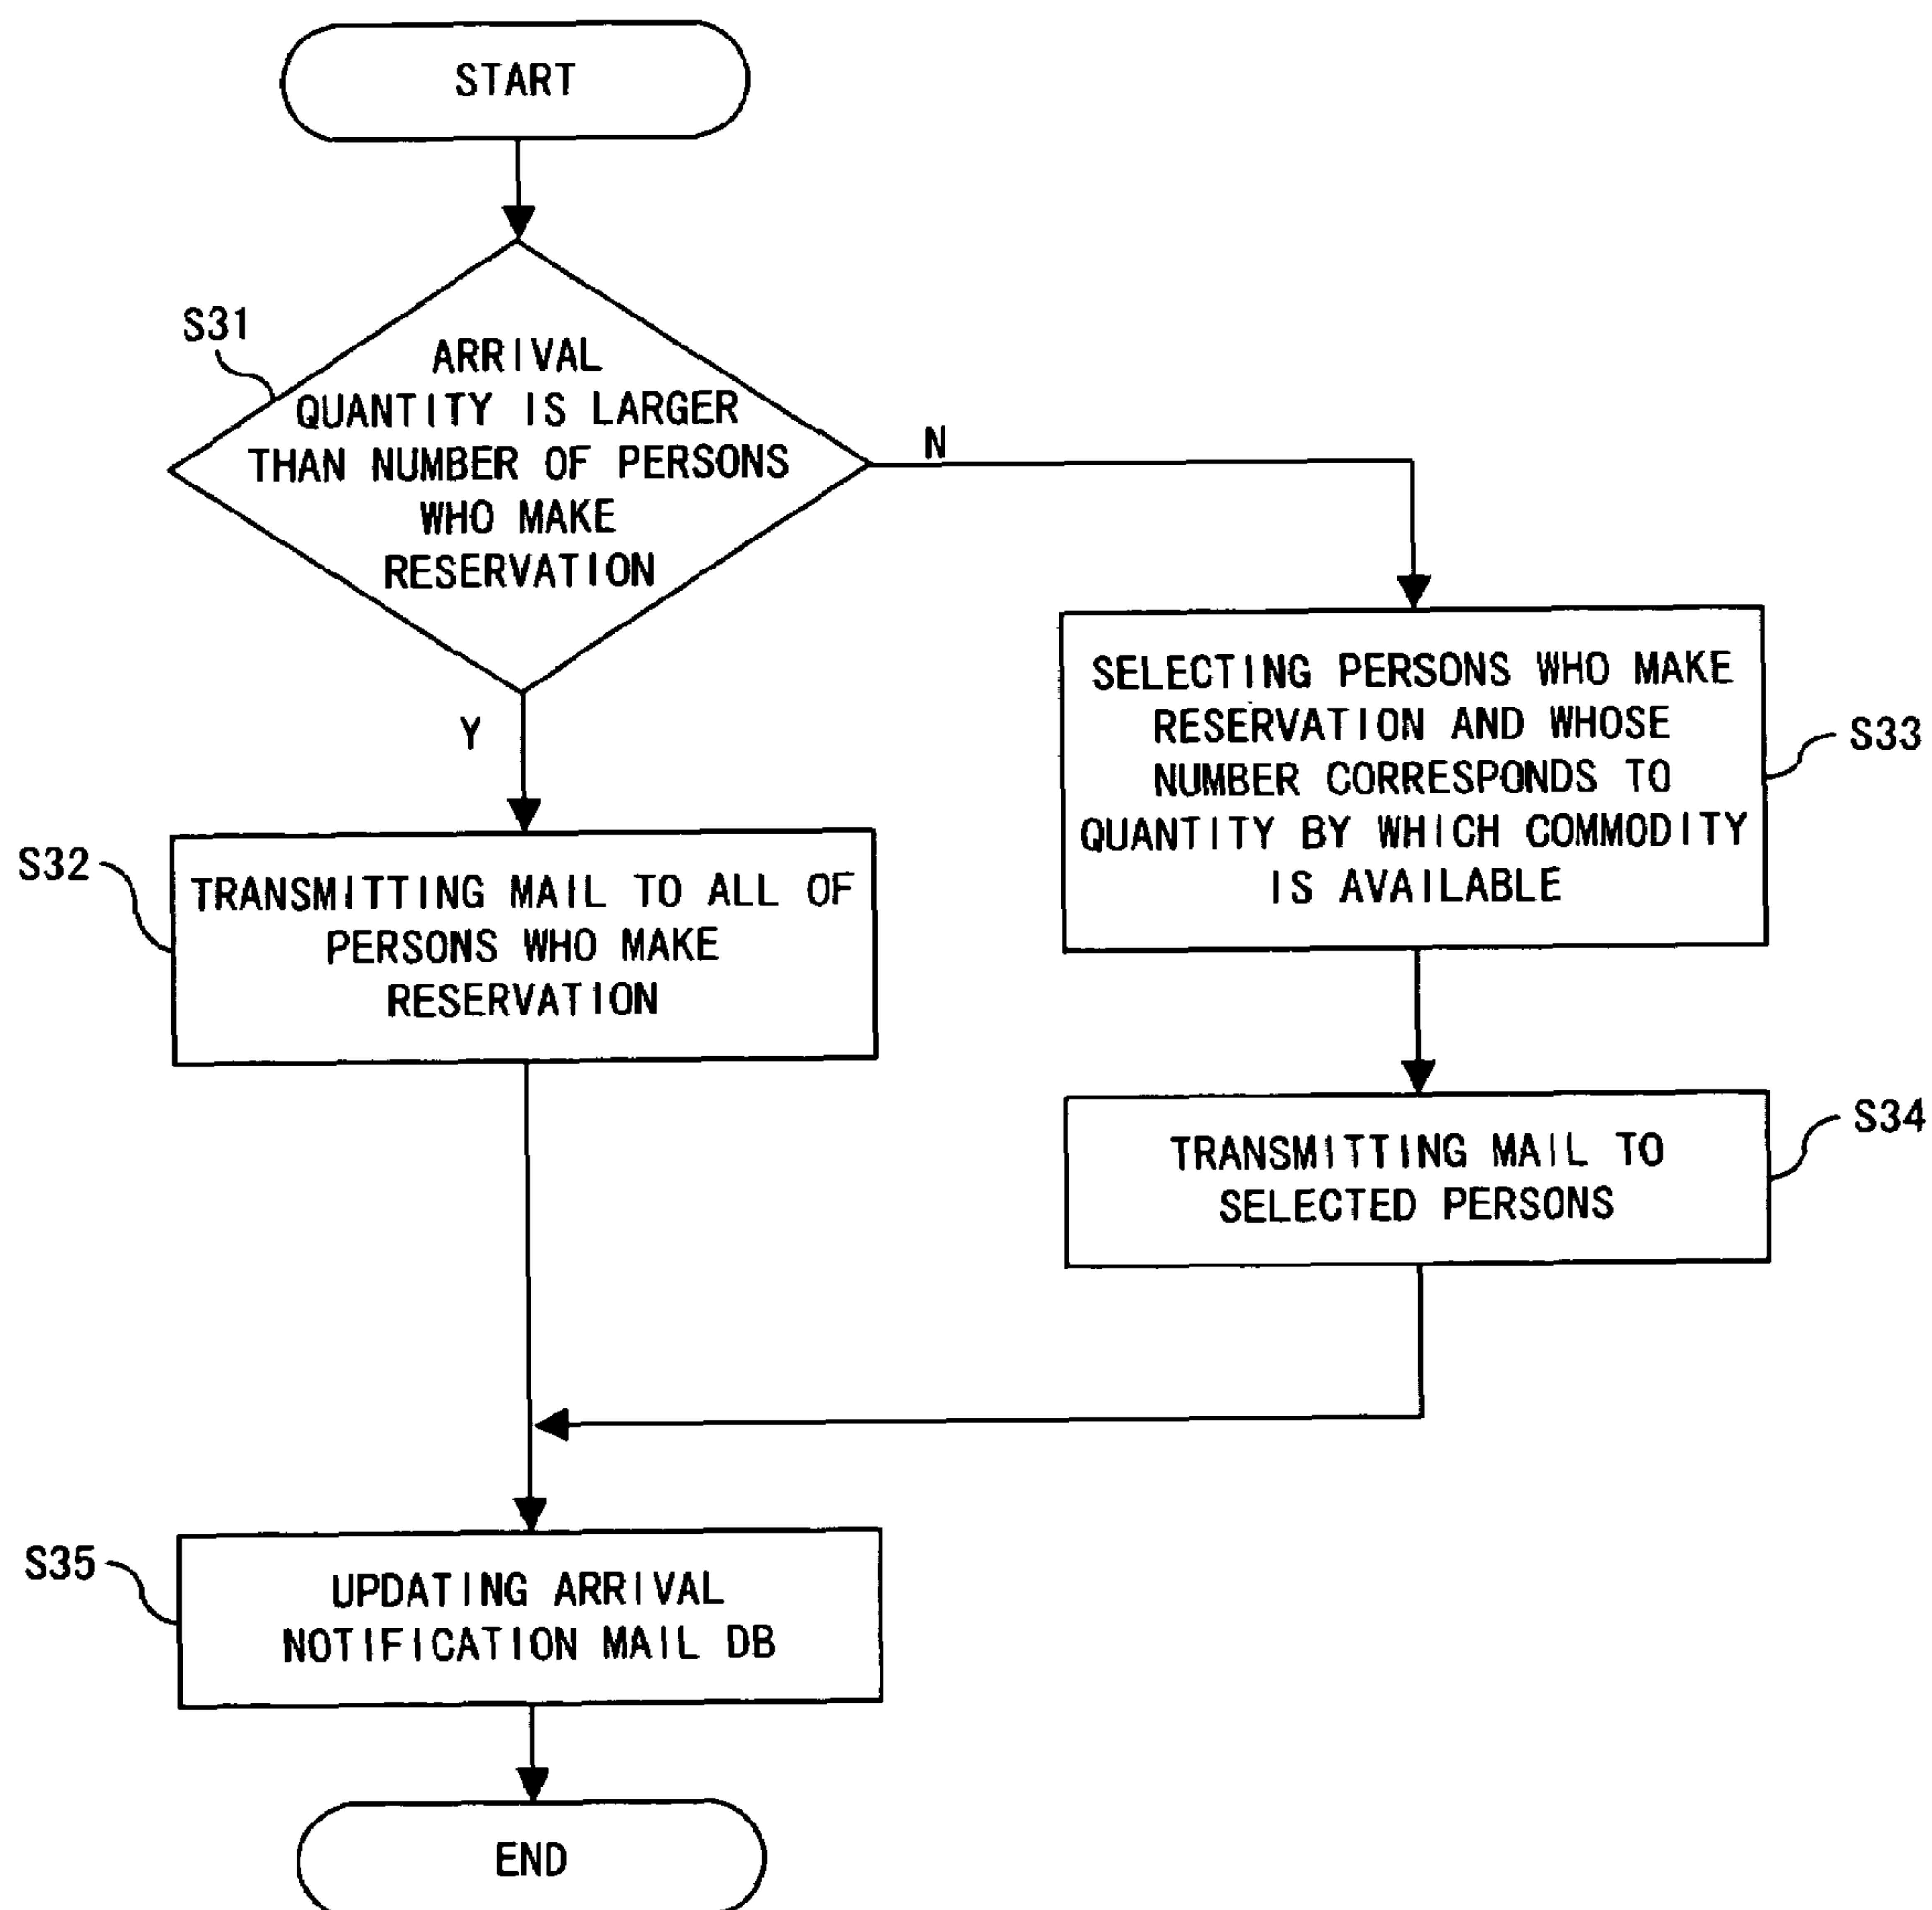 START
S31
ARRIVAL
QUANTITY IS LARGER
THAN NUMBER OF PERSONS
WHO MAKE
RESERVATION
N
Y
SELECTING PERSONS WHO MAKE
RESERVATION AND WHOSE
NUMBER CORRESPONDS TO
QUANTITY BY WHICH COMMODITY
IS AVAILABLE
S33
S32
TRANSMITTING MAIL TO ALL OF
PERSONS WHO MAKE
RESERVATION
TRANSMITTING MAIL TO
SELECTED PERSONS
S34
S35
UPDATING ARRIVAL
NOTIFICATION MAIL DB
END